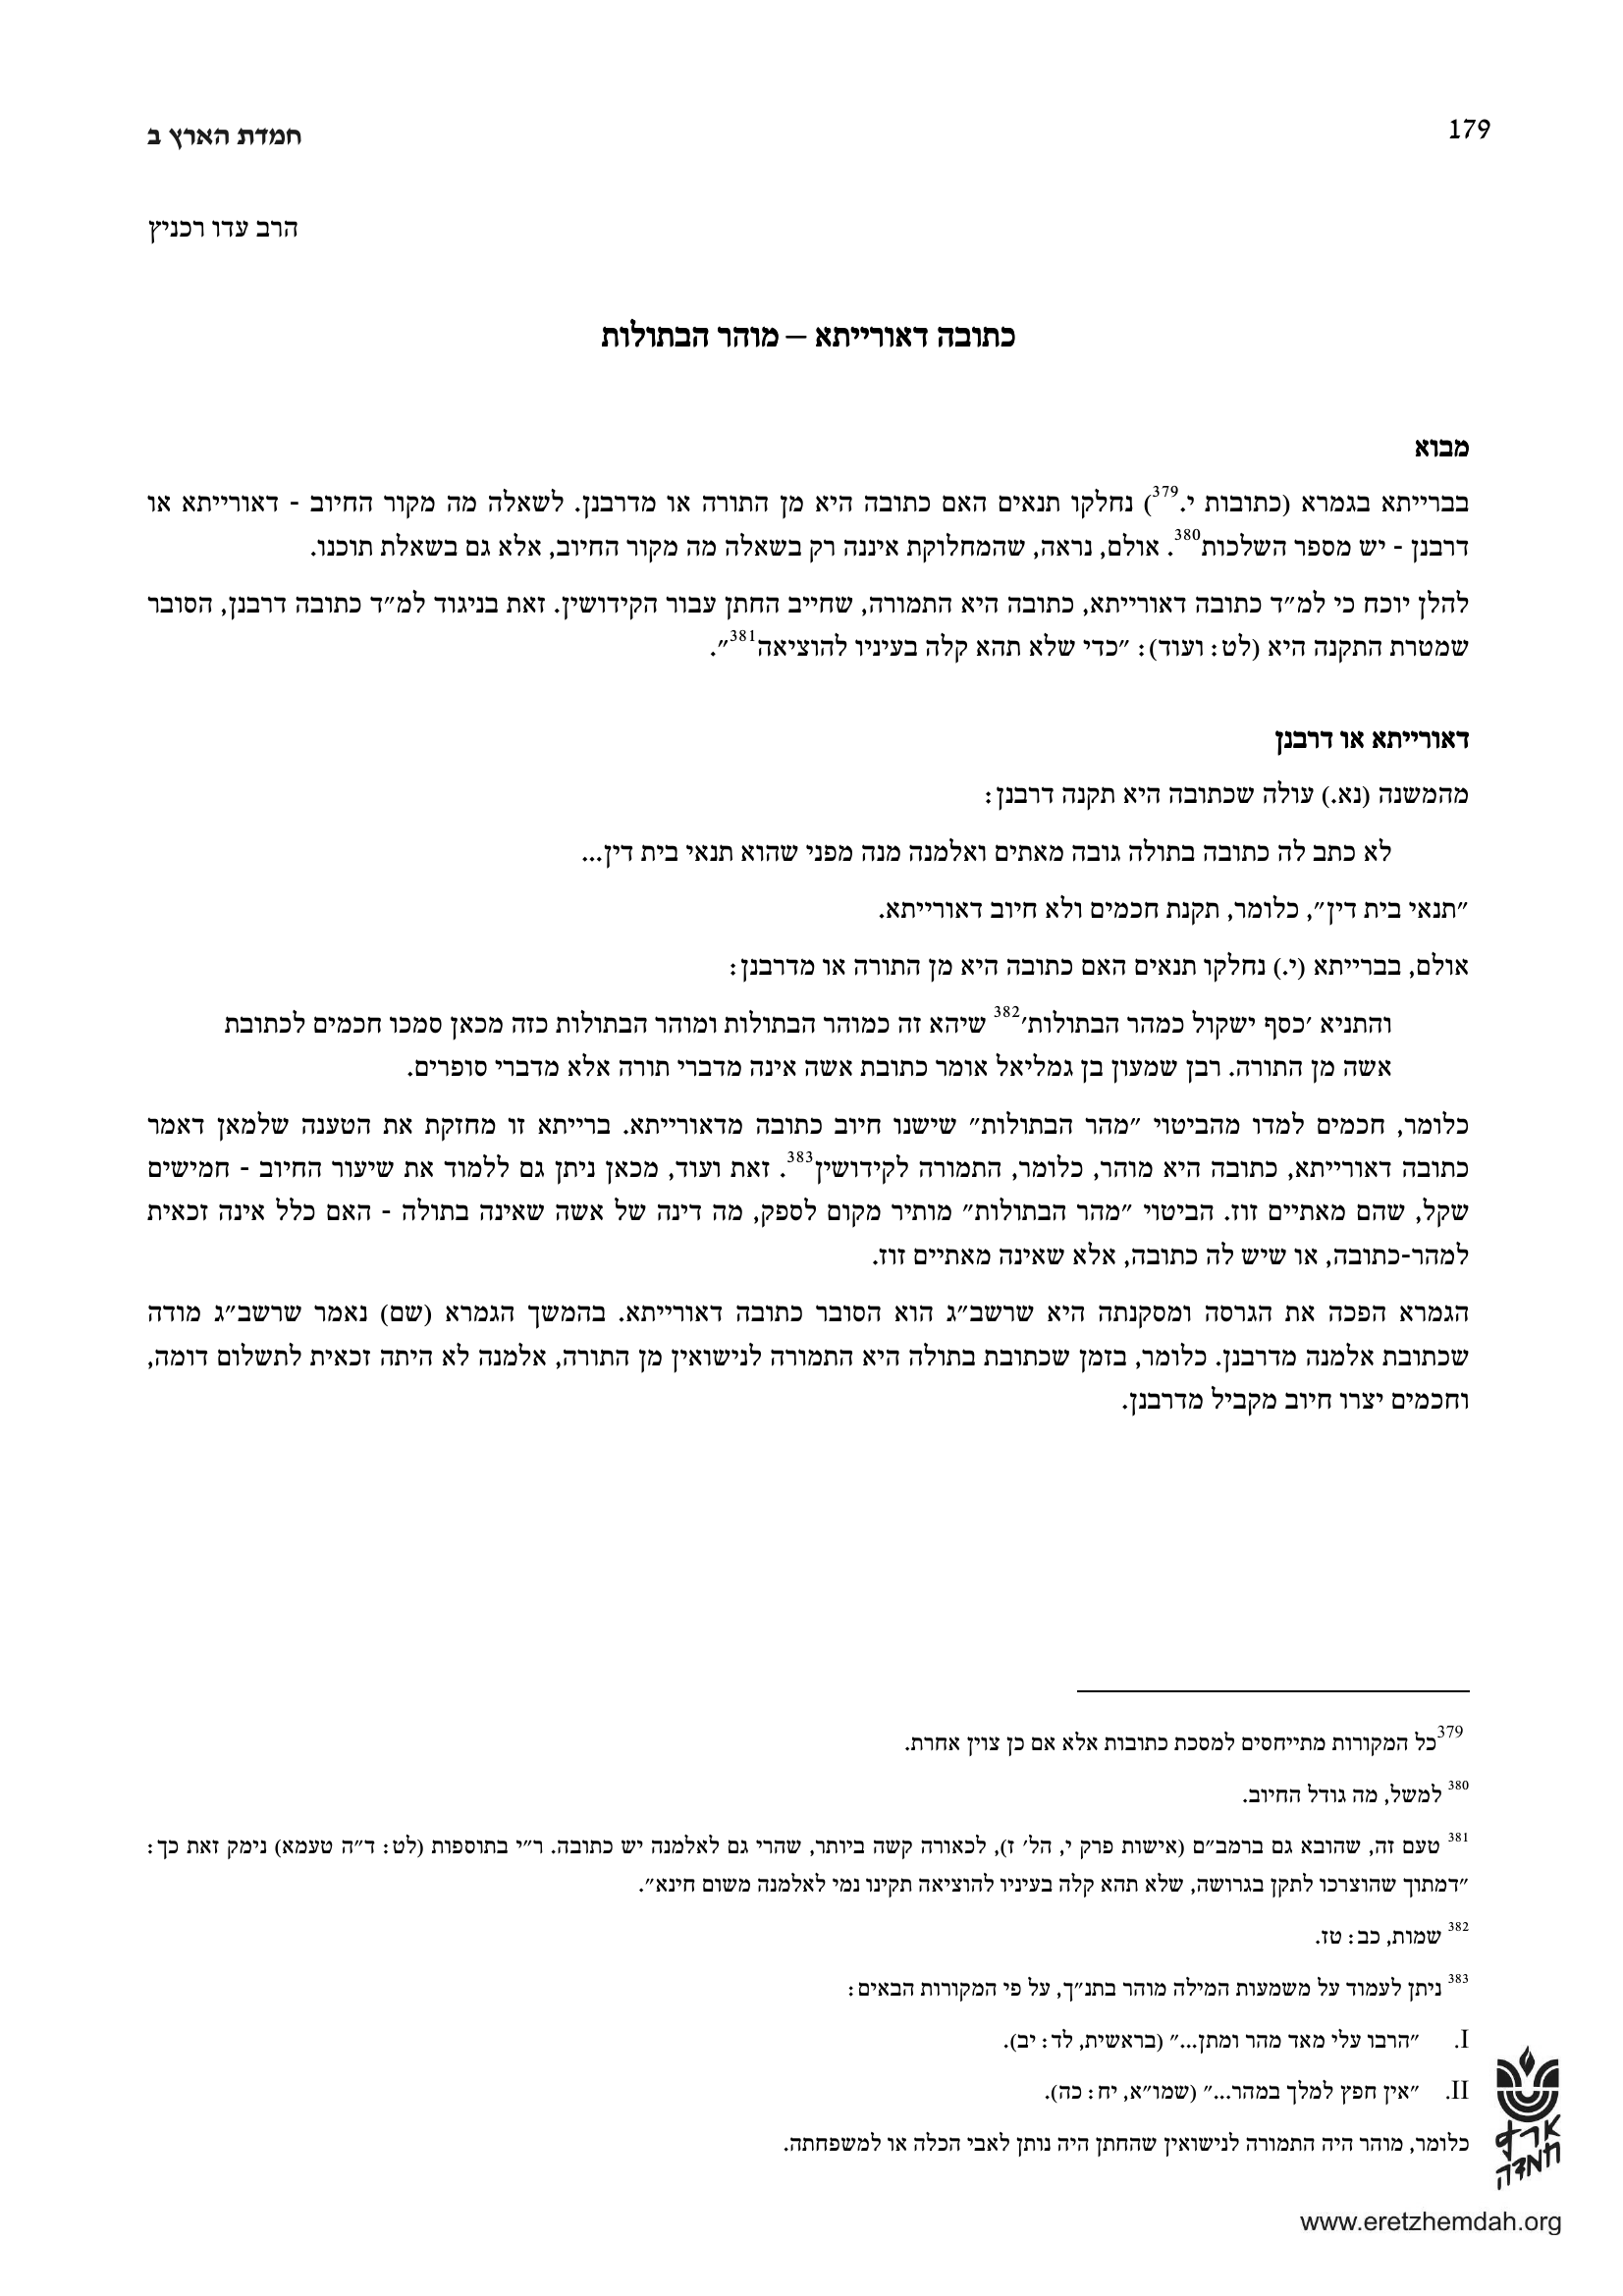 179
חמדת הארץ ב
הרב עדו רכניץ
כתובה דאורייתא – מוהר הבתולות
מבוא
בברייתא בגמרא (כתובות י.379) נחלקו תנאים האם כתובה היא מן התורה או מדרבנן. לשאלה מה מקור החיוב - דאורייתא או
דרבנן - יש מספר השלכות380. אולם, נראה, שהמחלוקת איננה רק בשאלה מה מקור החיוב, אלא גם בשאלת תוכנו.
להלן יוכח כי למ״ד כתובה דאורייתא, כתובה היא התמורה, שחייב החתן עבור הקידושין. זאת בניגוד למ״ד כתובה דרבנן, הסובר
שמטרת התקנה היא (לט: ועוד): ״כדי שלא תהא קלה בעיניו להוציאה381״.
דאורייתא או דרבנן
מהמשנה (נא.) עולה שכתובה היא תקנה דרבנן:
לא כתב לה כתובה בתולה גובה מאתים ואלמנה מנה מפני שהוא תנאי בית דין...
״תנאי בית דין״, כלומר, תקנת חכמים ולא חיוב דאורייתא.
אולם, בברייתא (י.) נחלקו תנאים האם כתובה היא מן התורה או מדרבנן:
והתניא ׳כסף ישקול כמהר הבתולות׳382 שיהא זה כמוהר הבתולות ומוהר הבתולות כזה מכאן סמכו חכמים לכתובת
אשה מן התורה. רבן שמעון בן גמליאל אומר כתובת אשה אינה מדברי תורה אלא מדברי סופרים.
כלומר, חכמים למדו מהביטוי ״מהר הבתולות״ שישנו חיוב כתובה מדאורייתא. ברייתא זו מחזקת את הטענה שלמאן דאמר
כתובה דאורייתא, כתובה היא מוהר, כלומר, התמורה לקידושין383. זאת ועוד, מכאן ניתן גם ללמוד את שיעור החיוב - חמישים
שקל, שהם מאתיים זוז. הביטוי ״מהר הבתולות״ מותיר מקום לספק, מה דינה של אשה שאינה בתולה - האם כלל אינה זכאית
למהר-כתובה, או שיש לה כתובה, אלא שאינה מאתיים זוז.
הגמרא הפכה את הגרסה ומסקנתה היא שרשב״ג הוא הסובר כתובה דאורייתא. בהמשך הגמרא (שם) נאמר שרשב״ג מודה
שכתובת אלמנה מדרבנן. כלומר, בזמן שכתובת בתולה היא התמורה לנישואין מן התורה, אלמנה לא היתה זכאית לתשלום דומה,
וחכמים יצרו חיוב מקביל מדרבנן.
379כל המקורות מתייחסים למסכת כתובות אלא אם כן צוין אחרת.
380 למשל, מה גודל החיוב.
381 טעם זה, שהובא גם ברמב״ם (אישות פרק י, הל׳ ז), לכאורה קשה ביותר, שהרי גם לאלמנה יש כתובה. ר״י בתוספות (לט: ד״ה טעמא) נימק זאת כך:
״דמתוך שהוצרכו לתקן בגרושה, שלא תהא קלה בעיניו להוציאה תקינו נמי לאלמנה משום חינא״.
382 שמות, כב: טז.
383 ניתן לעמוד על משמעות המילה מוהר בתנ״ך, על פי המקורות הבאים:
I. ״הרבו עלי מאד מהר ומתן...״ (בראשית, לד: יב).
II. ״אין חפץ למלך במהר...״ (שמו״א, יח: כה).
כלומר, מוהר היה התמורה לנישואין שהחתן היה נותן לאבי הכלה או למשפחתה.
ארץ
חמדה
www.eretzhemdah.org